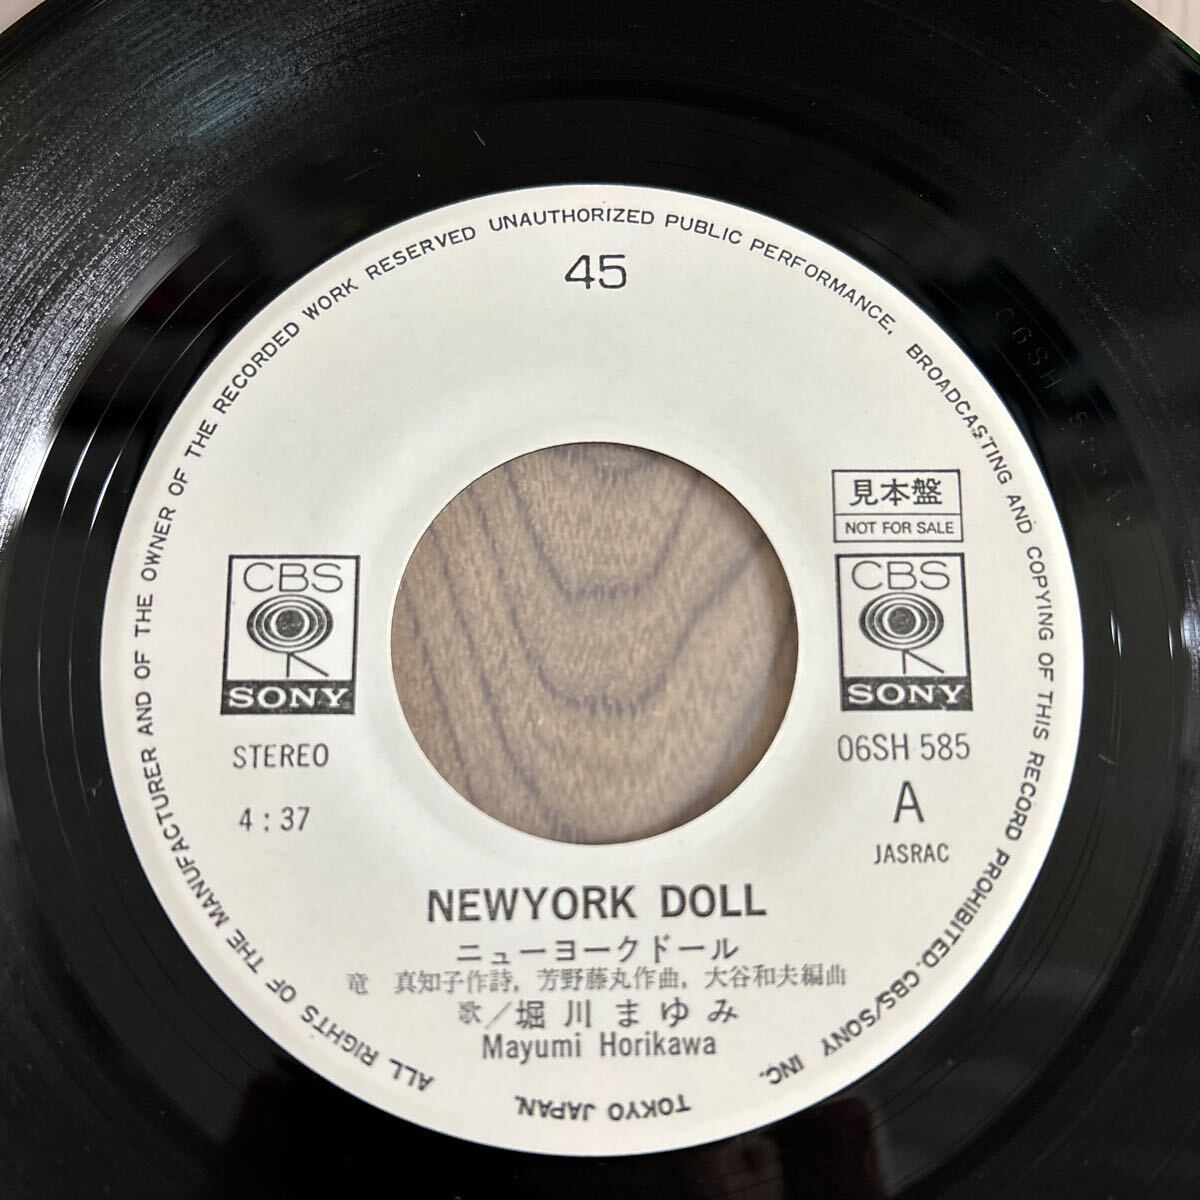 ALL RIGHTS OF THE MANUFACTURER AND OF THE OWNER OF THE RECORDED WORK RESERVED UNAUTHORIZED PUBLIC PERFORMANCE, BROADCASTING AND COPYING OF THIS RECORD PROHIBITED. CBS/SONY INC.
TOKYO JAPAN.
45
見本盤
NOT FOR SALE
CBS
SONY
CBS
SONY
STEREO
06SH 585
4:37
A
JASRAC
NEWYORK DOLL
ニューヨークドール
竜 真知子作詩, 芳野藤丸作曲, 大谷和夫編曲
歌/堀川まゆみ
Mayumi Horikawa